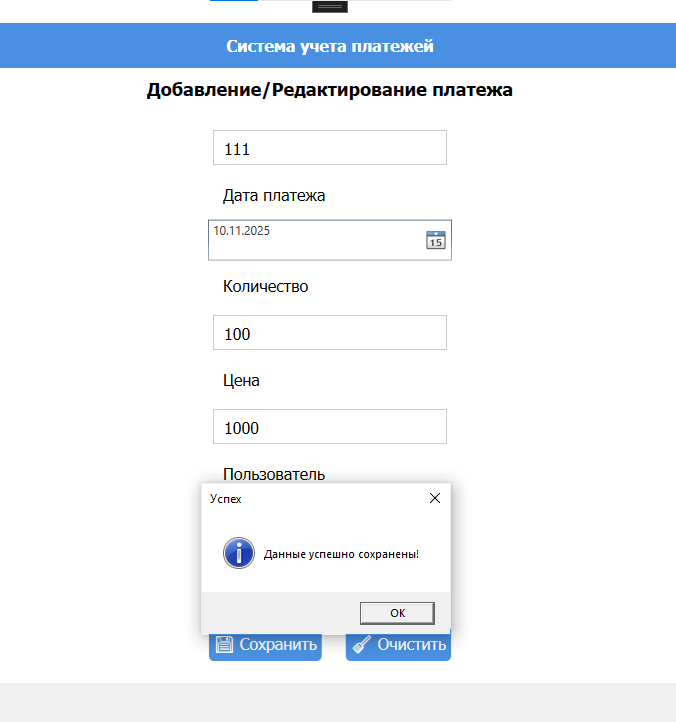 Система учета платежей
Добавление/Редактирование платежа
111
Дата платежа
10.11.2025
15
Количество
100
Цена
1000
Пользователь
Успех
Данные успешно сохранены!
OK
Сохранить
Очистить